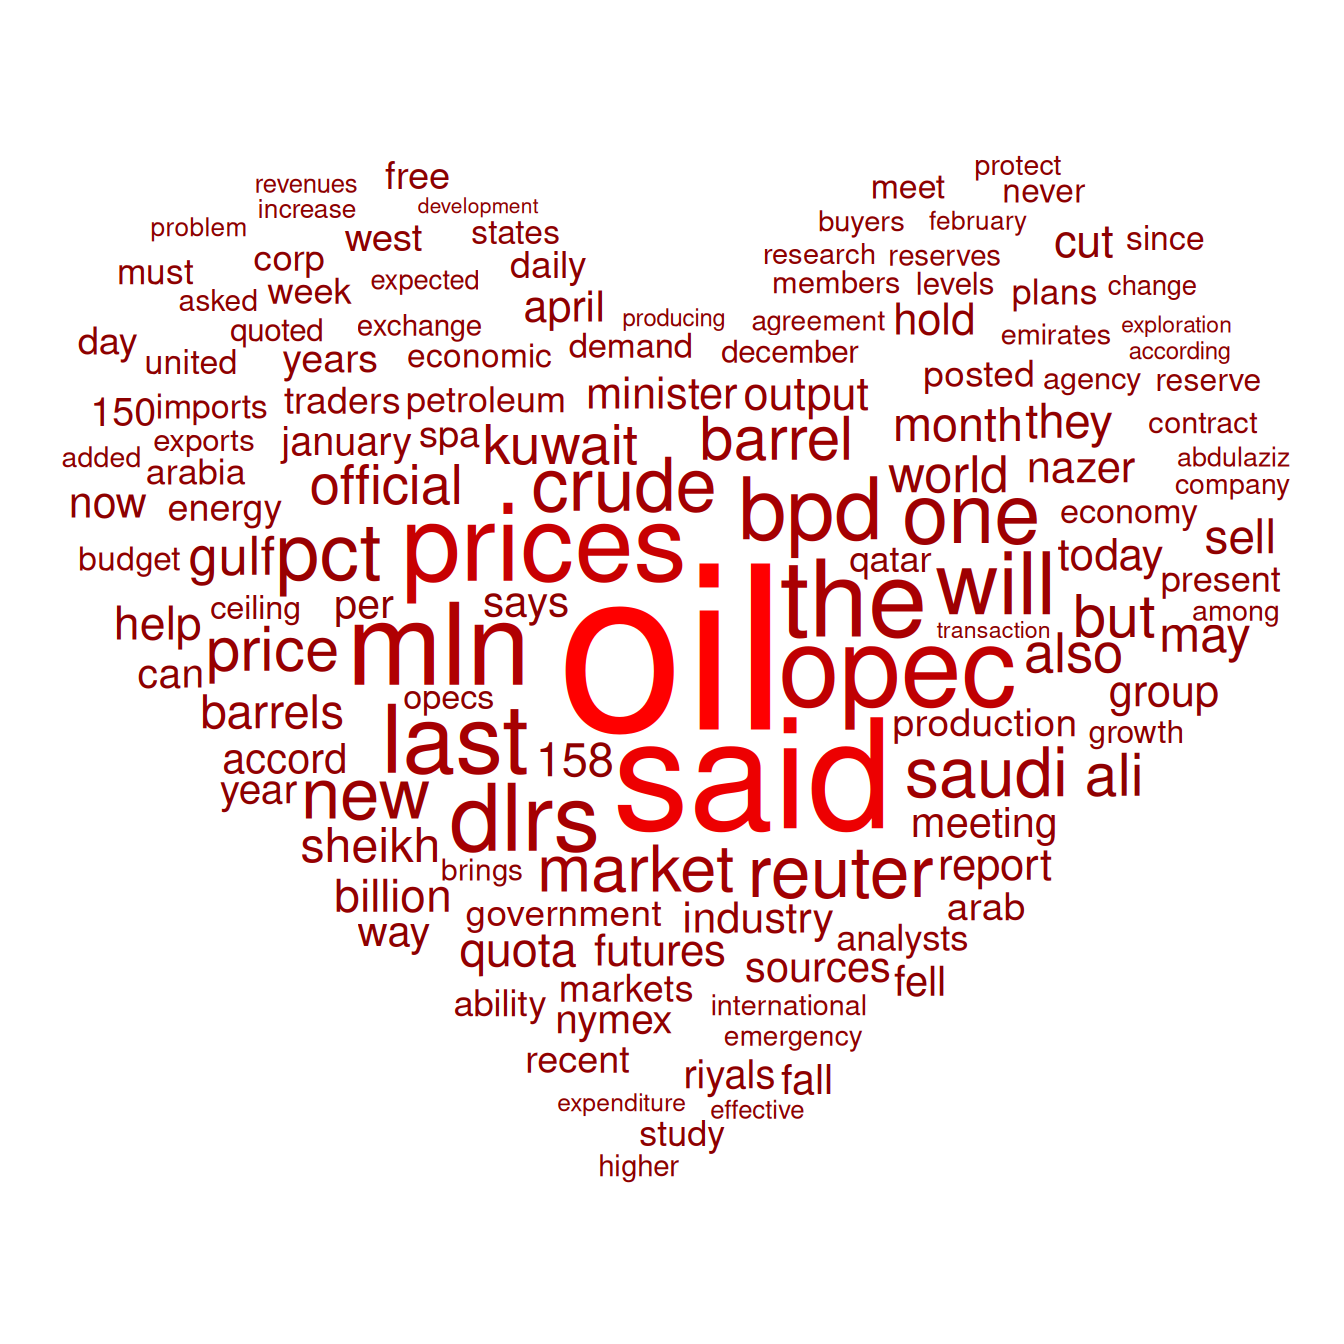 protect
revenues free meet never
increase development
problem west states buyers february cut since
must corp week expected daily research reserves
asked members levels plans change
quoted exchange april producing agreement hold emirates exploration
day united years economic demand december according
posted agency reserve
150 imports traders petroleum minister output month they contract
added exports january spa kuwait barrel abdulaziz
arabia official crude world nazer company
now energy bpd one economy
budget gulf pct prices qatar today sell
the will present
help ceiling per says oil transaction but among
can price mln opec also may
barrels opecs production group
accord last 158 said growth
year new saudi ali
dlrs meeting
sheikh brings market reuter report
billion government industry arab
way quota futures analysts
sources fell
ability markets international
nymex emergency
recent
riyals fall
expenditure effective
study
higher